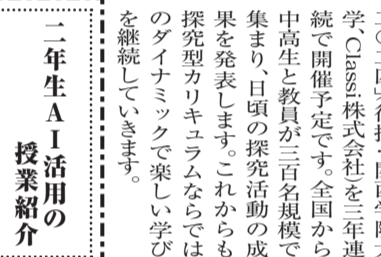 学、Classi株式会社)を三年連
続で開催予定です。全国から
中高生と教員が三百名規模で
集まり、日頃の探究活動の成
果を発表します。これからも
探究型カリキュラムならでは
のダイナミックで楽しい学び
を継続していきます。
二年生AI活用の
授業紹介